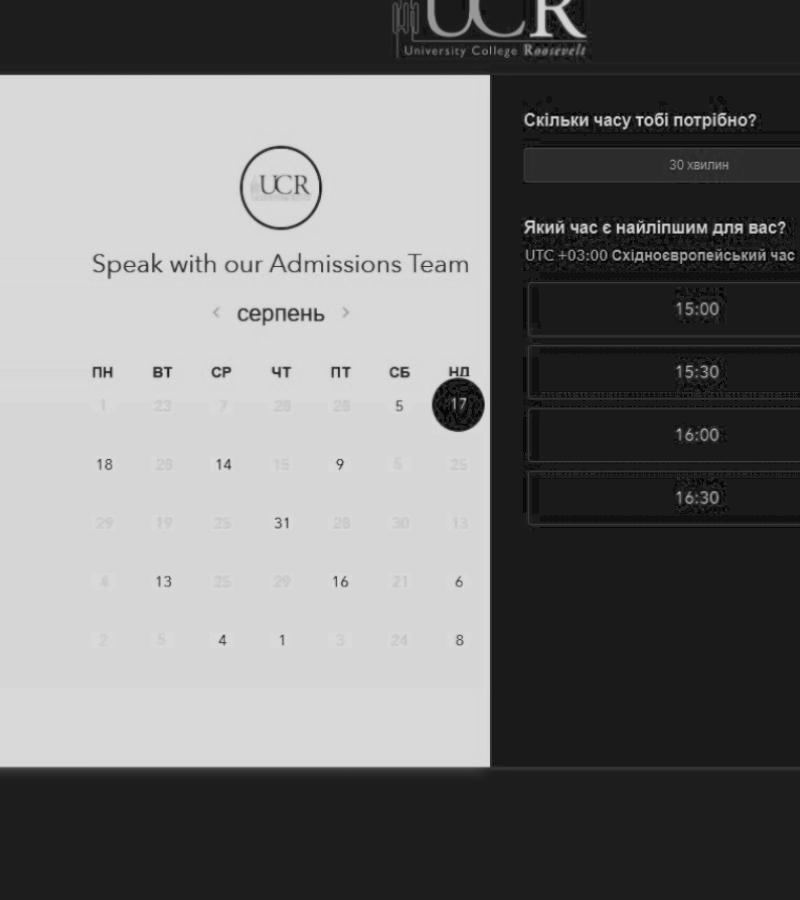 UCR
University College Roosevelt
Скільки часу тобі потрібно?
30 хвилин
UCR
Speak with our Admissions Team
‹ серпень ›
ПН ВТ СР ЧТ ПТ СБ НД
1 23 7 5 17
18 28 14 15 9 5 25
29 19 25 31 28 30 13
4 13 25 29 16 21 6
2 5 4 1 3 24 8
Який час є найліпшим для вас?
UTC +03:00 Східноєвропейський час
15:00
15:30
16:00
16:30